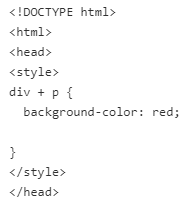 <!DOCTYPE html>
<html>
<head>
<style>
div + p {
  background-color: red;
}
</style>
</head>